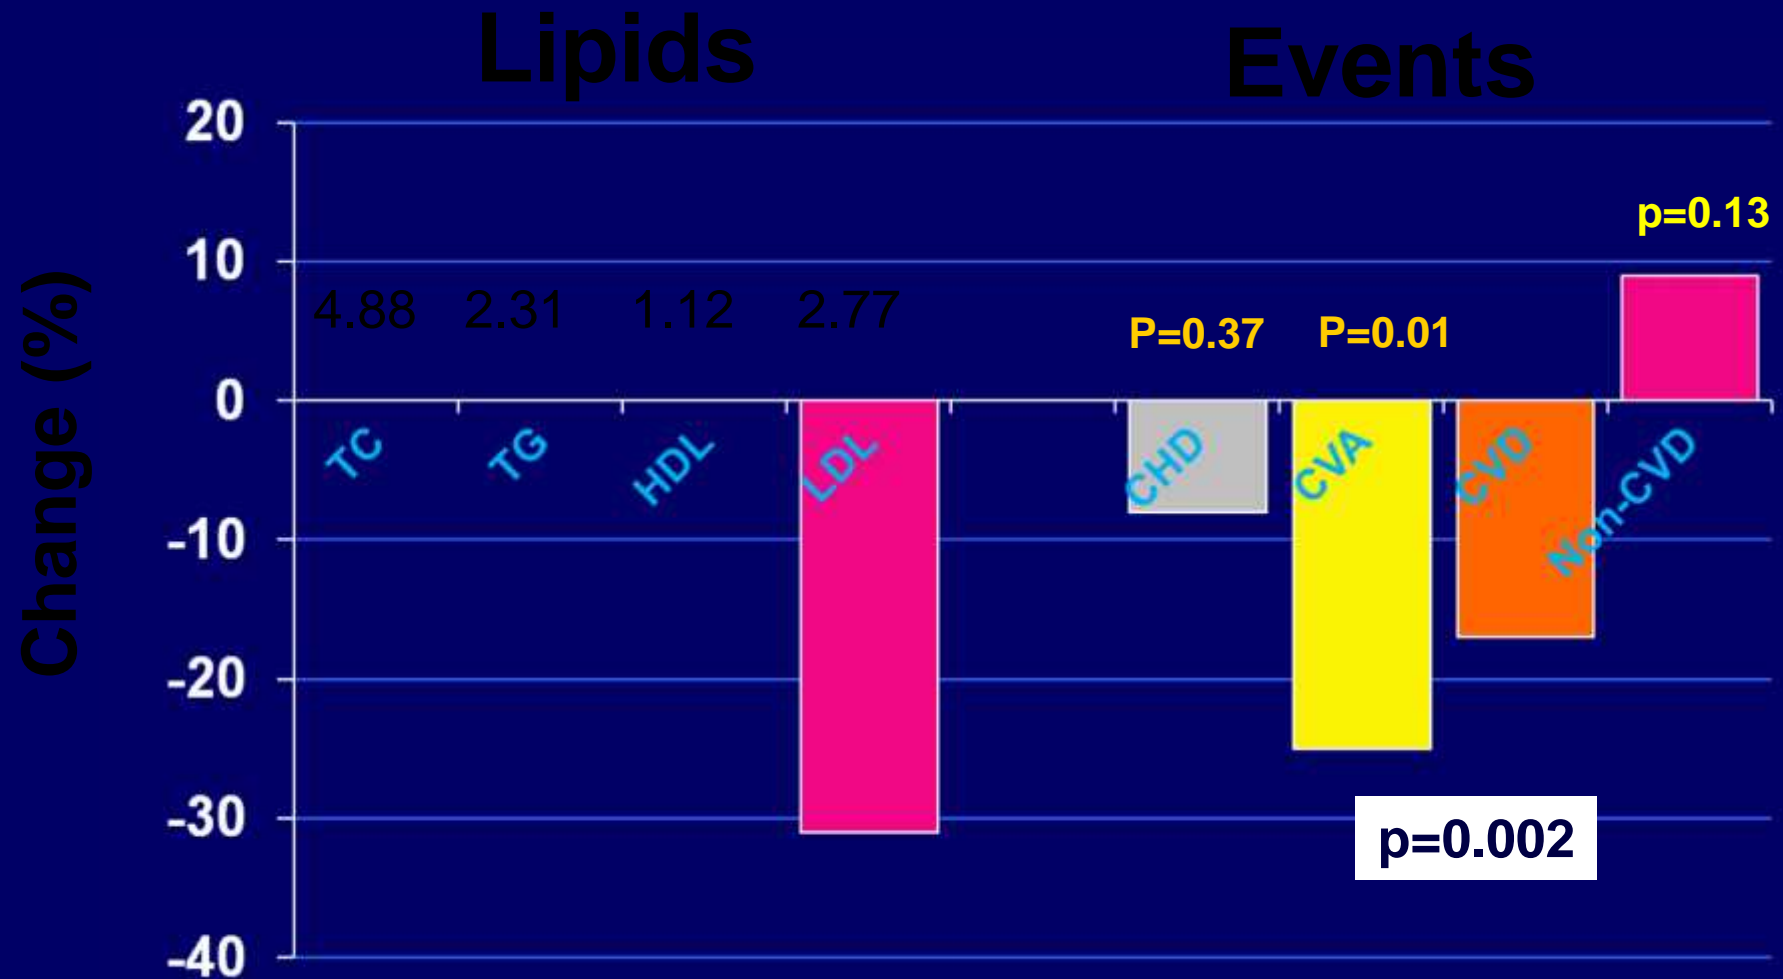 Lipids
Events
Change (%)
20
10
0
-10
-20
-30
-40
4.88 2.31 1.12 2.77
p=0.13
P=0.37 P=0.01
TC TG HDL LDL CHD CVA CVD Non-CVD
p=0.002